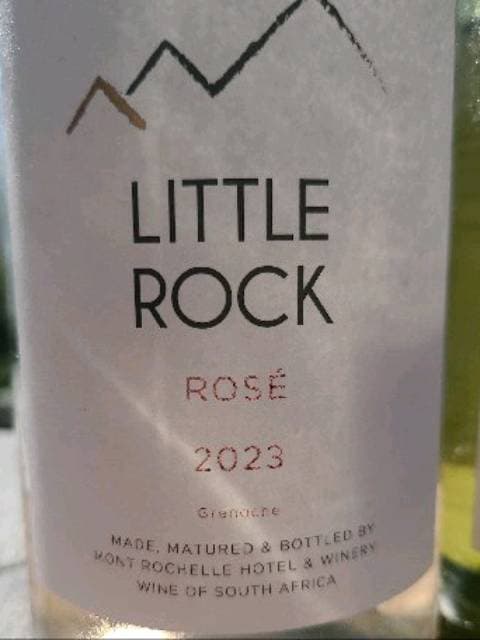 LITTLE
ROCK
ROSÉ
2023
Grenache
MADE, MATURED & BOTTLED BY
MONT ROCHELLE HOTEL & WINERY
WINE OF SOUTH AFRICA